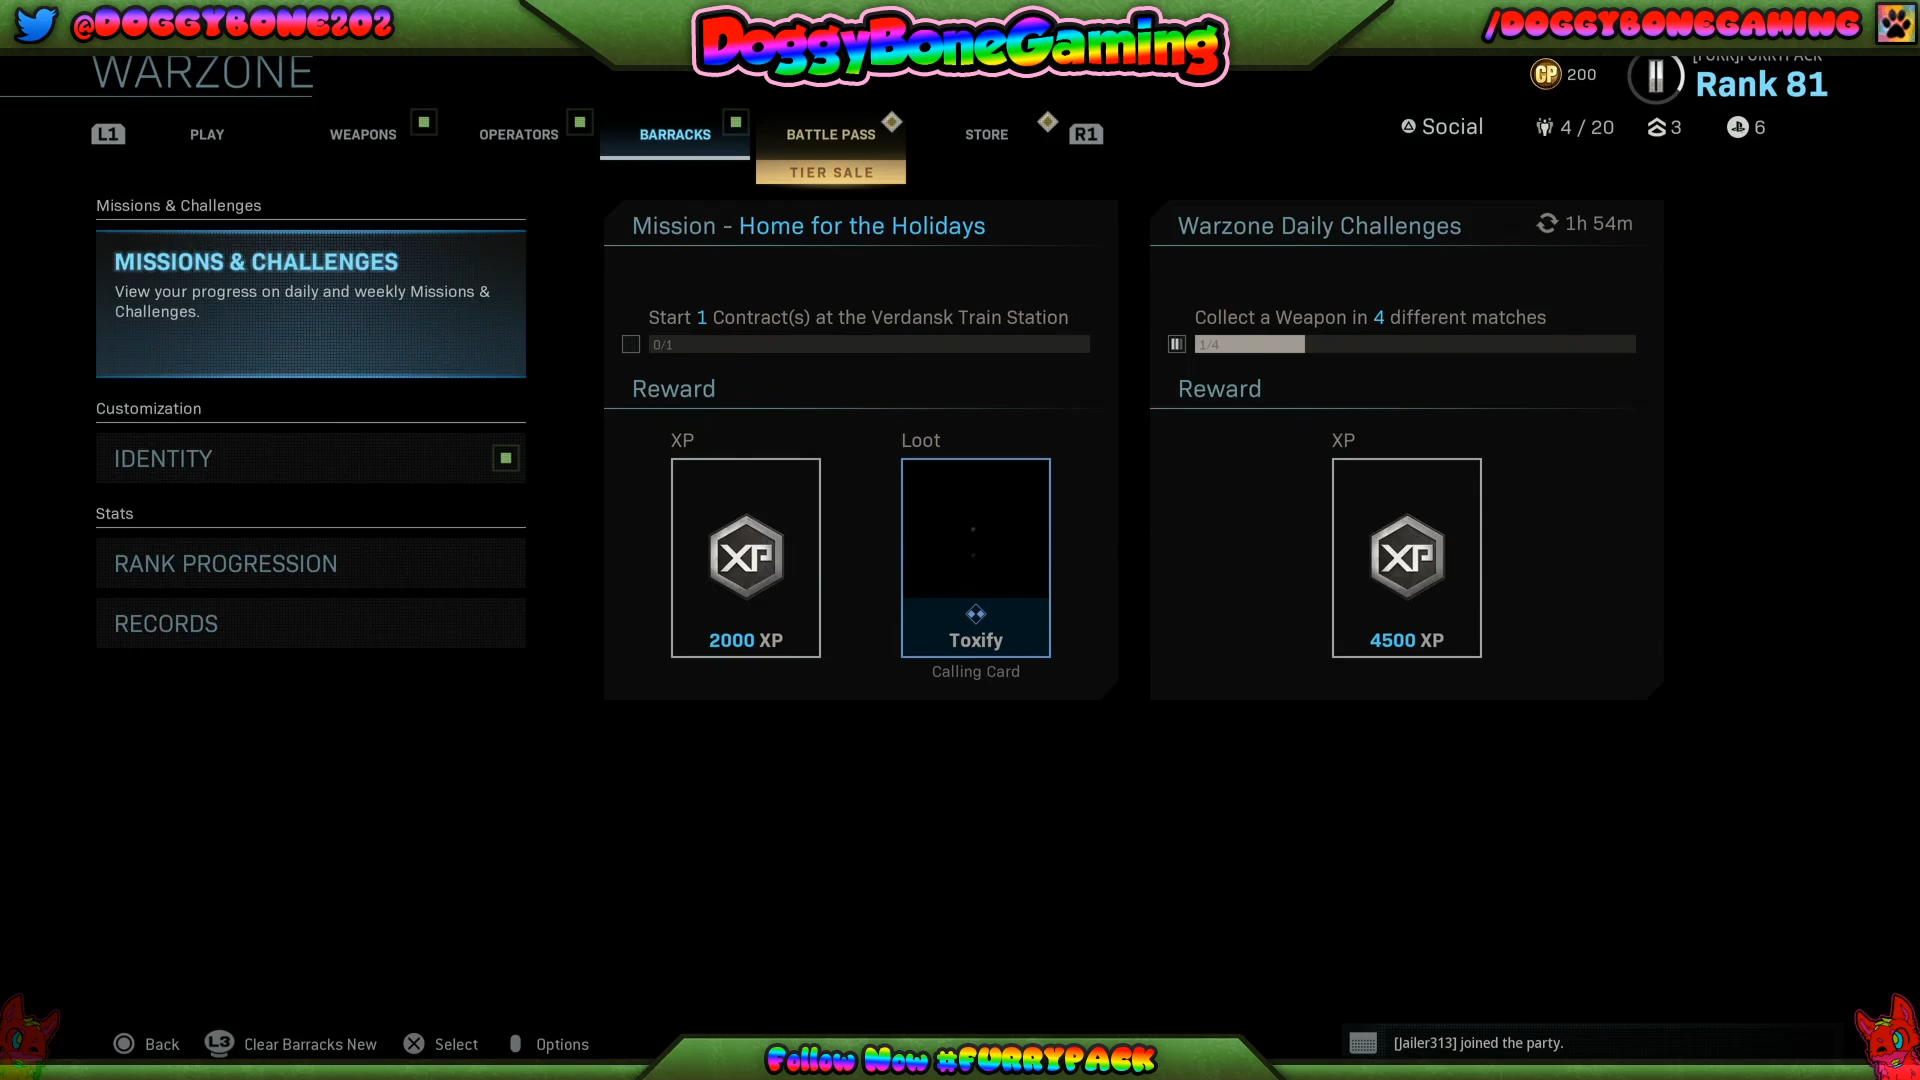 @DOGGYBONE202
DoggyBoneGaming
/DOGGYBONEGAMING
WARZONE
CP 200
[FURR]FURRYPACK
Rank 81
L1
PLAY
WEAPONS
OPERATORS
BARRACKS
BATTLE PASS
TIER SALE
STORE
R1
Social
4 / 20
3
6
Missions & Challenges
MISSIONS & CHALLENGES
View your progress on daily and weekly Missions &
Challenges.
Customization
IDENTITY
Stats
RANK PROGRESSION
RECORDS
Mission - Home for the Holidays
Start 1 Contract(s) at the Verdansk Train Station
0/1
Reward
XP
XP
2000 XP
Loot
Toxify
Calling Card
Warzone Daily Challenges
1h 54m
Collect a Weapon in 4 different matches
1/4
Reward
XP
XP
4500 XP
Back
L3
Clear Barracks New
Select
Options
Follow Now #FURRYPACK
[Jailer313] joined the party.